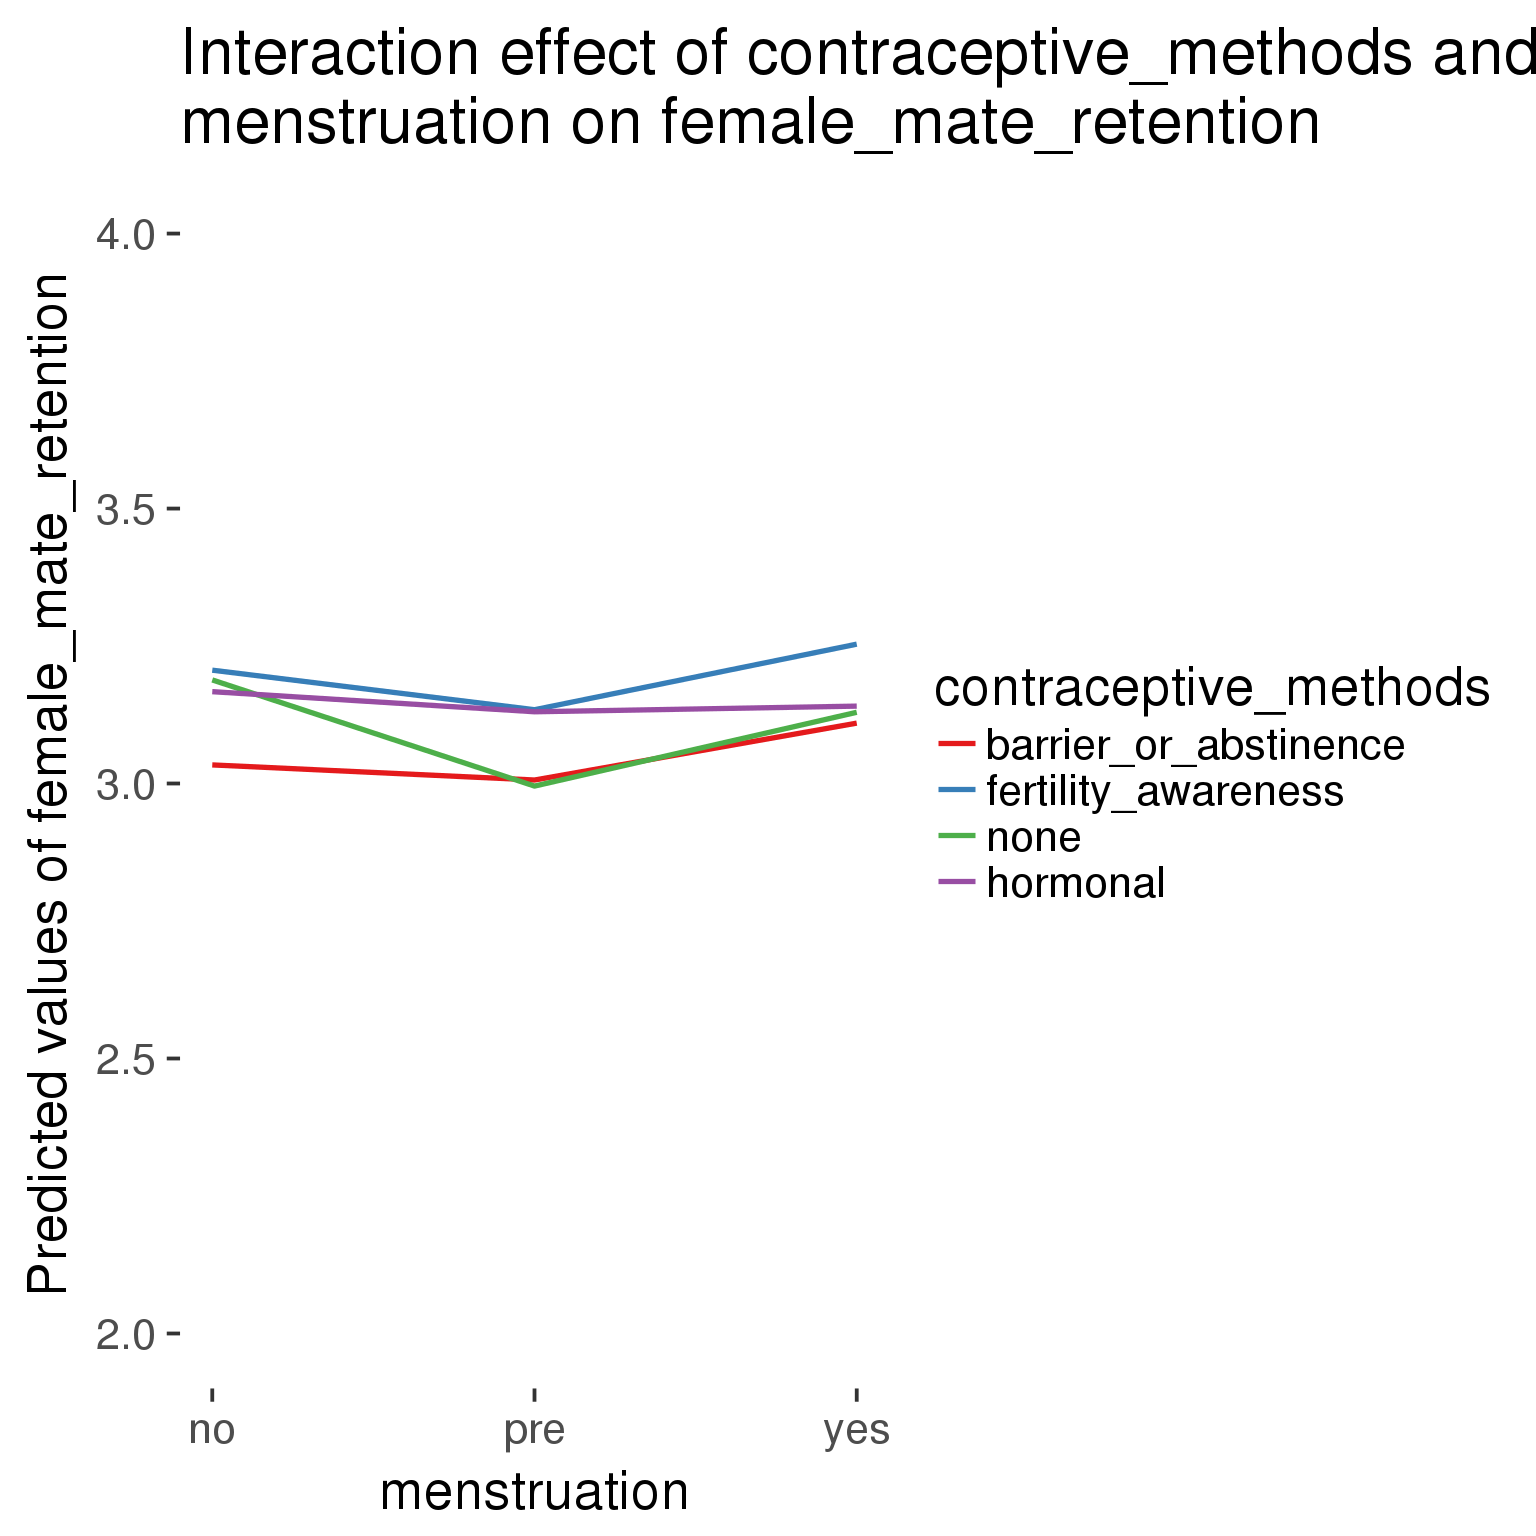 Interaction effect of contraceptive_methods and
menstruation on female_mate_retention
Predicted values of female_mate_retention
4.0
3.5
3.0
2.5
2.0
no
pre
yes
menstruation
contraceptive_methods
barrier_or_abstinence
fertility_awareness
none
hormonal